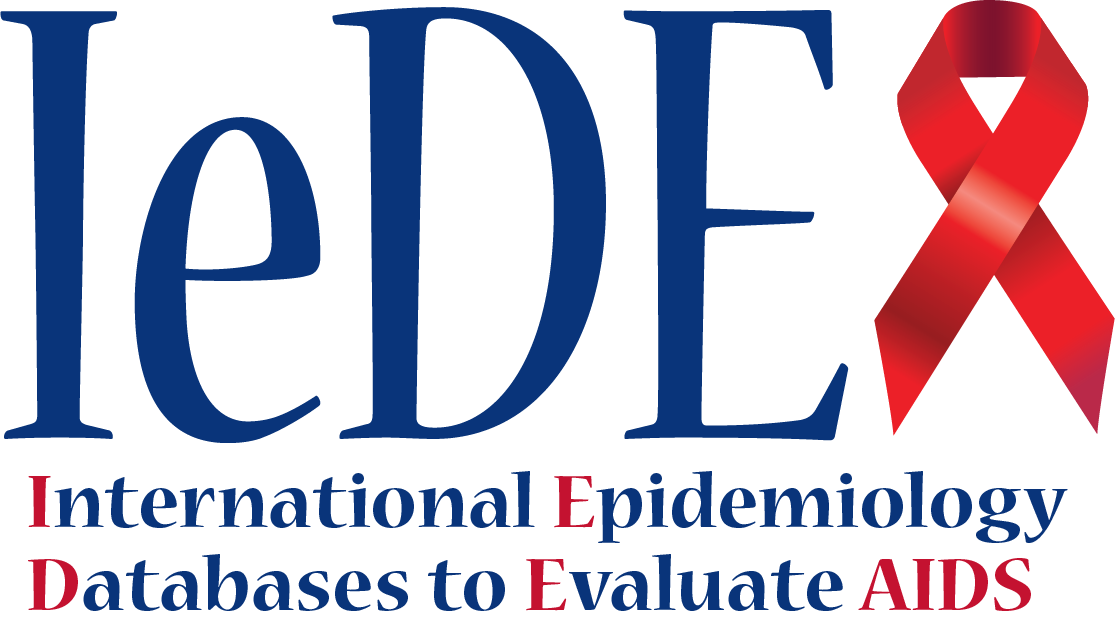 IeDE
International Epidemiology
Databases to Evaluate AIDS